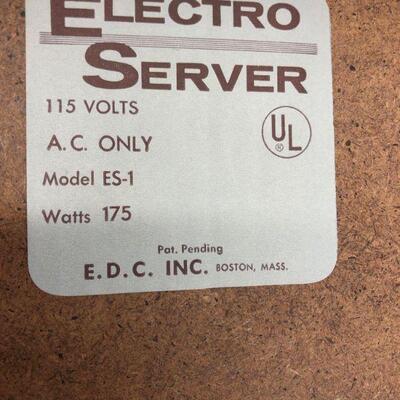 ELECTRO
SERVER
115 VOLTS
A.C. ONLY
UL
®
Model ES-1
Watts 175
Pat. Pending
E.D.C. INC. BOSTON, MASS.